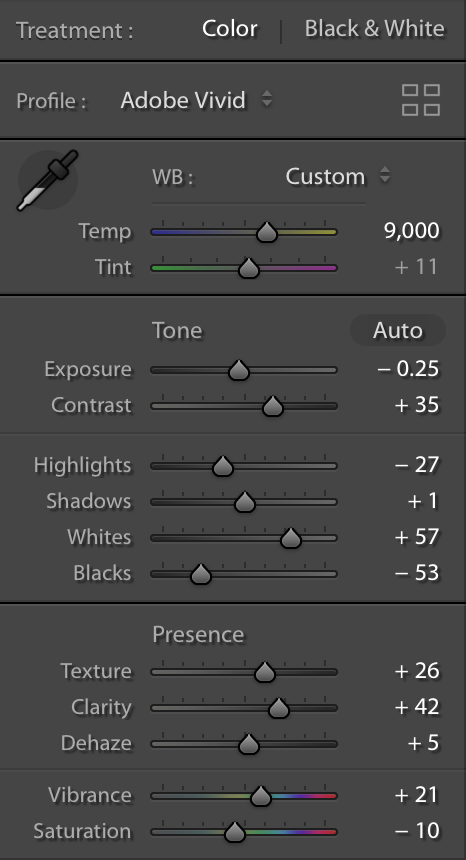 Treatment : Color | Black & White
Profile : Adobe Vivid
WB : Custom
Temp 9,000
Tint + 11
Tone Auto
Exposure − 0.25
Contrast + 35
Highlights − 27
Shadows + 1
Whites + 57
Blacks − 53
Presence
Texture + 26
Clarity + 42
Dehaze + 5
Vibrance + 21
Saturation − 10